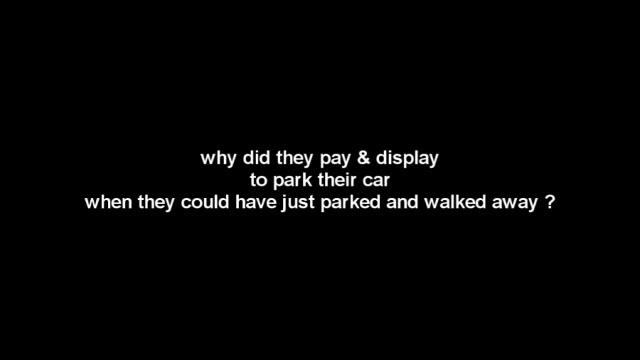 why did they pay & display
to park their car
when they could have just parked and walked away ?